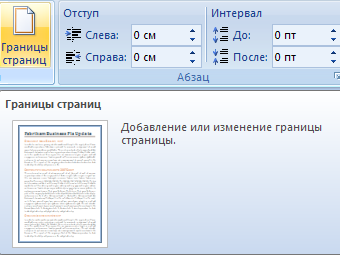 Границы
страниц
Отступ
Слева: 0 см
Справа: 0 см
Интервал
До: 0 пт
После: 0 пт
Абзац
Границы страниц
Добавление или изменение границы
страницы.